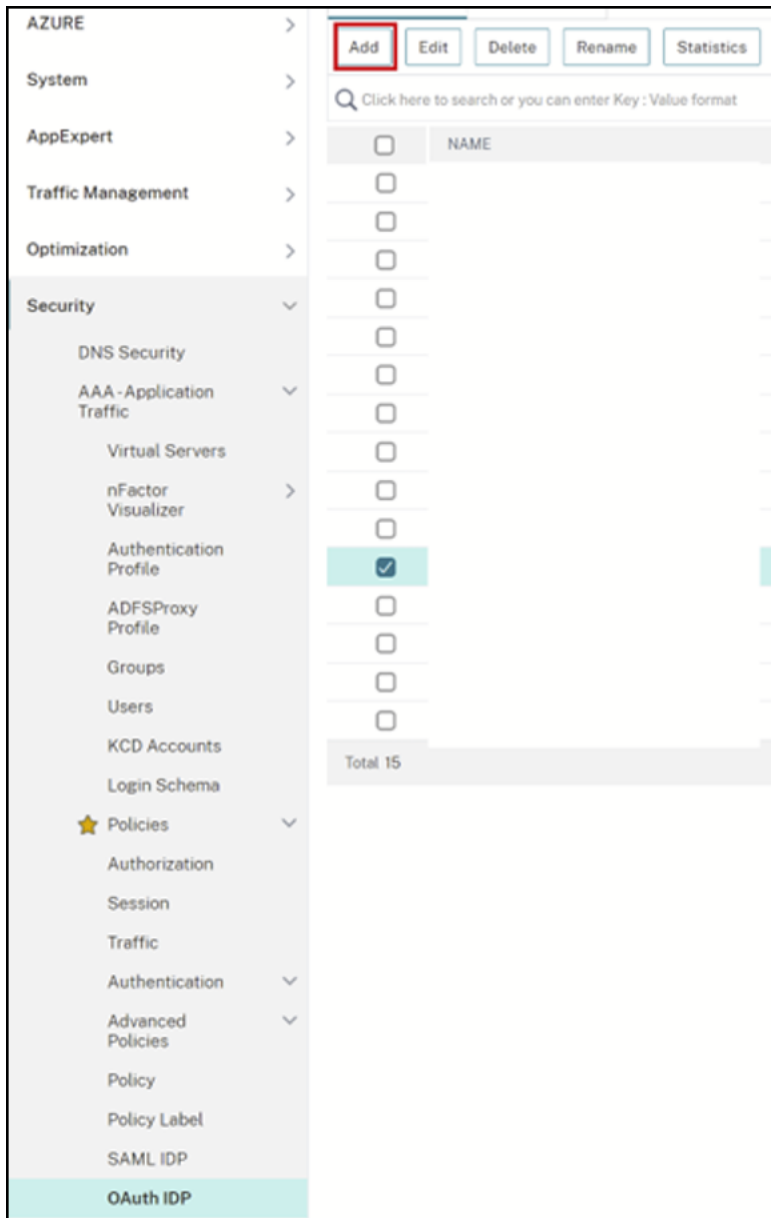 AZURE
System
AppExpert
Traffic Management
Optimization
Security
DNS Security
AAA - Application
Traffic
Virtual Servers
nFactor
Visualizer
Authentication
Profile
ADFSProxy
Profile
Groups
Users
KCD Accounts
Login Schema
Policies
Authorization
Session
Traffic
Authentication
Advanced
Policies
Policy
Policy Label
SAML IDP
OAuth IDP
Add Edit Delete Rename Statistics
Click here to search or you can enter Key : Value format
NAME
Total 15